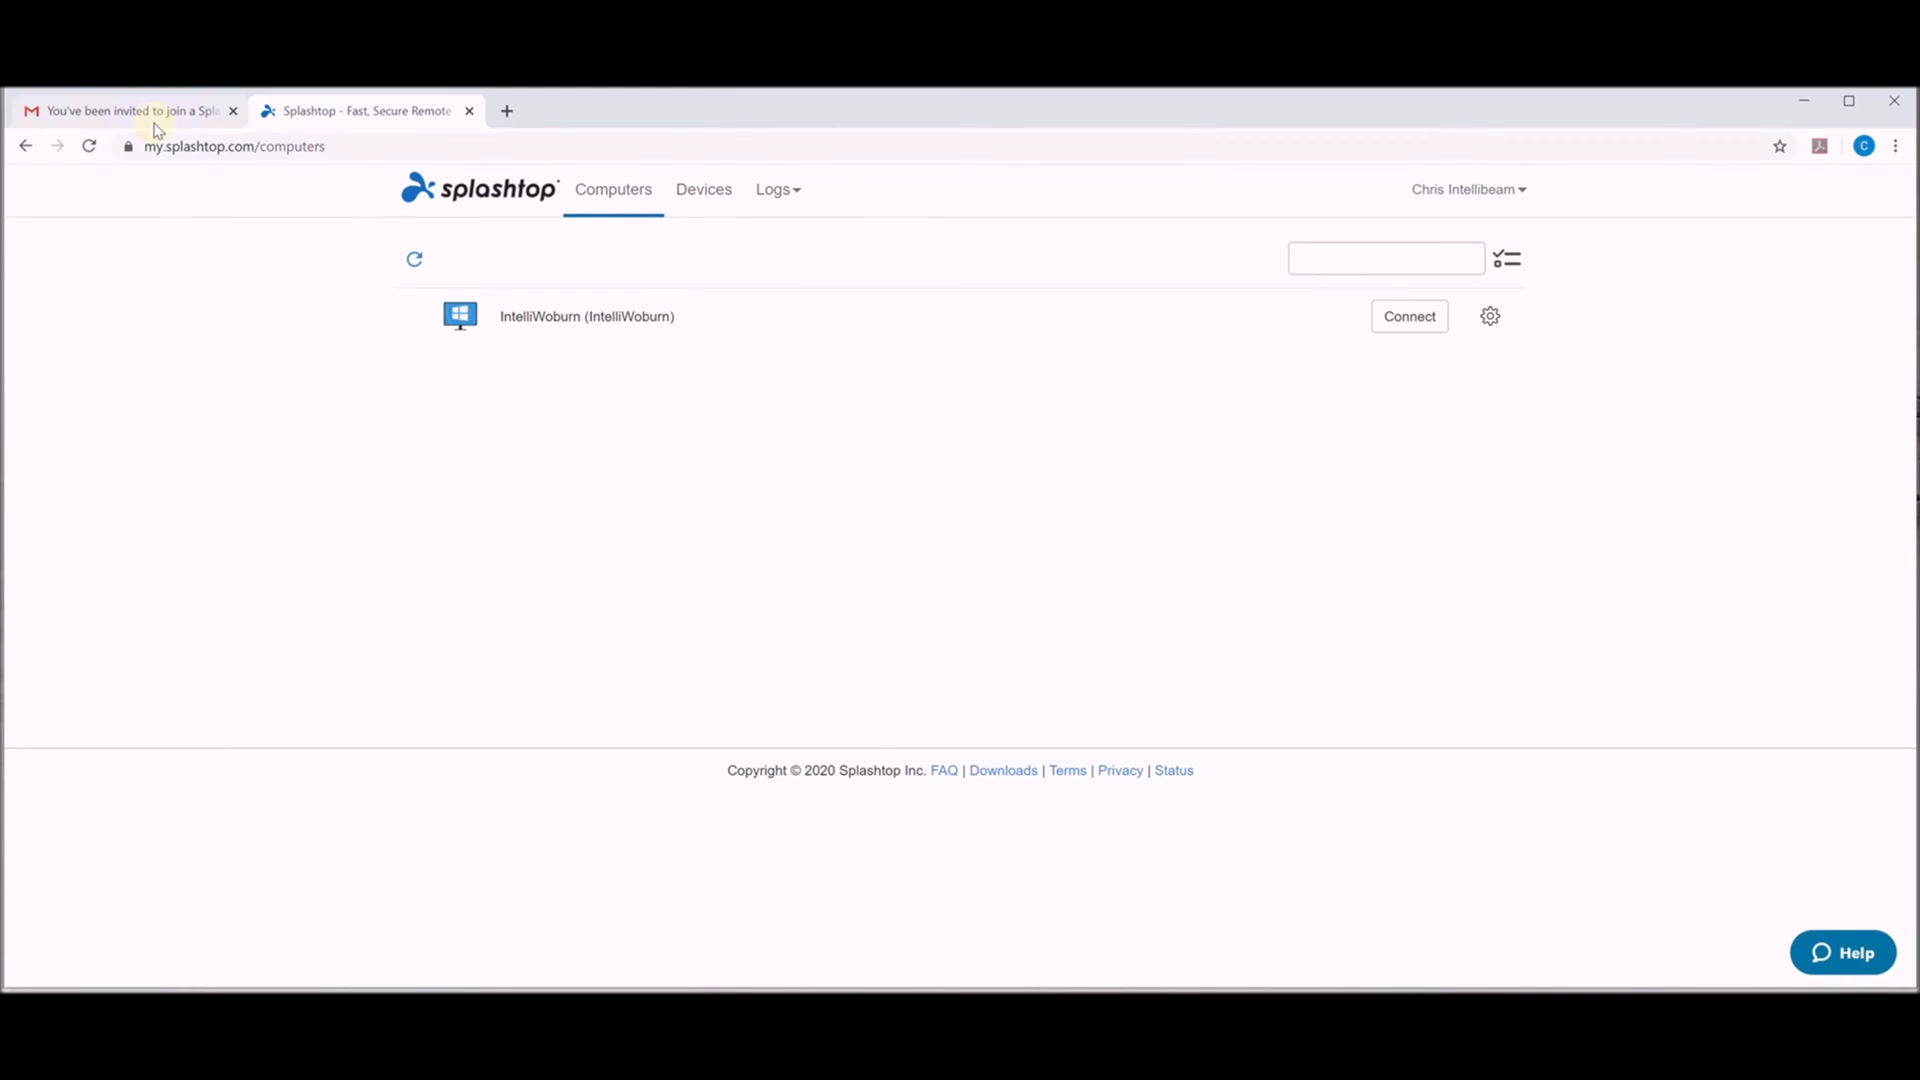 You've been invited to join a Spla
Splashtop - Fast, Secure Remote
my.splashtop.com/computers
C
splashtop
Computers
Devices
Logs
Chris Intellibeam
IntelliWoburn (IntelliWoburn)
Connect
Copyright © 2020 Splashtop Inc. FAQ | Downloads | Terms | Privacy | Status
Help